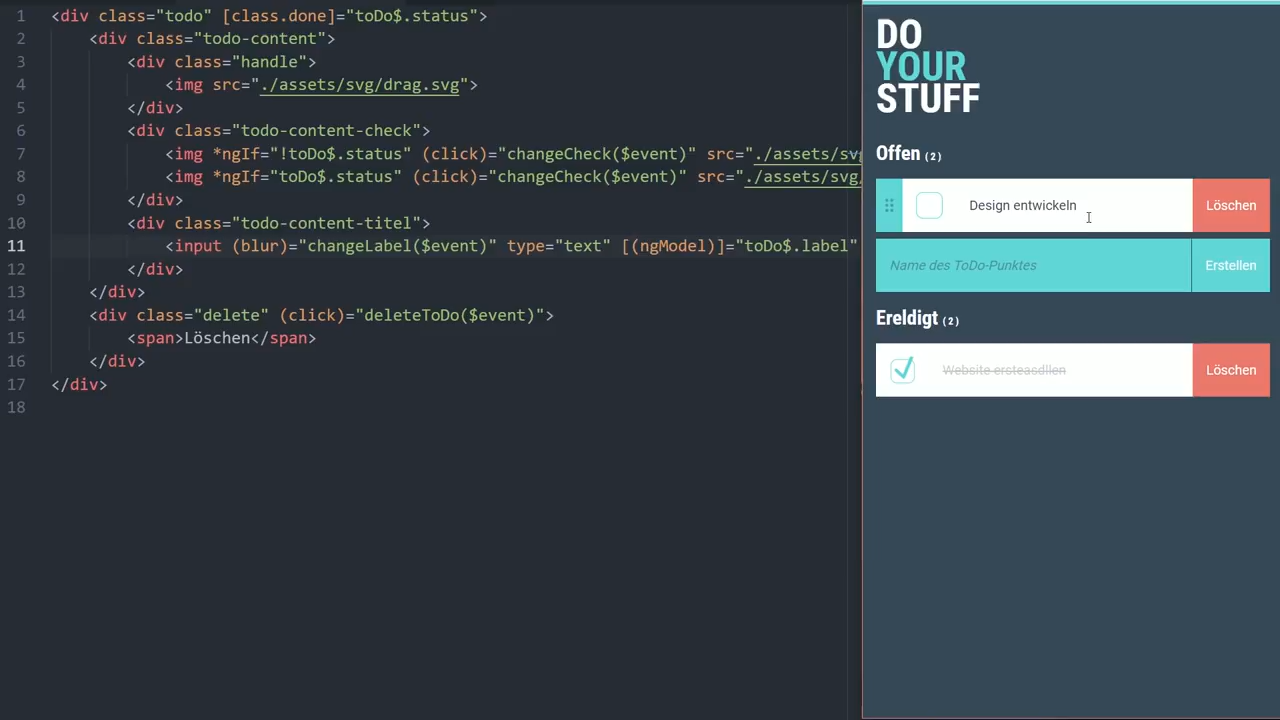 1 <div class="todo" [class.done]="toDo$.status">
2 <div class="todo-content">
3 <div class="handle">
4 <img src="./assets/svg/drag.svg">
5 </div>
6 <div class="todo-content-check">
7 <img *ngIf="!toDo$.status" (click)="changeCheck($event)" src="./assets/svg
8 <img *ngIf="toDo$.status" (click)="changeCheck($event)" src="./assets/svg/
9 </div>
10 <div class="todo-content-titel">
11 <input (blur)="changeLabel($event)" type="text" [(ngModel)]="toDo$.label"
12 </div>
13 </div>
14 <div class="delete" (click)="deleteToDo($event)">
15 <span>Löschen</span>
16 </div>
17 </div>
18
DO
YOUR
STUFF
Offen (2)
Design entwickeln Löschen
Name des ToDo-Punktes Erstellen
Ereldigt (2)
Website ersteasdllen Löschen